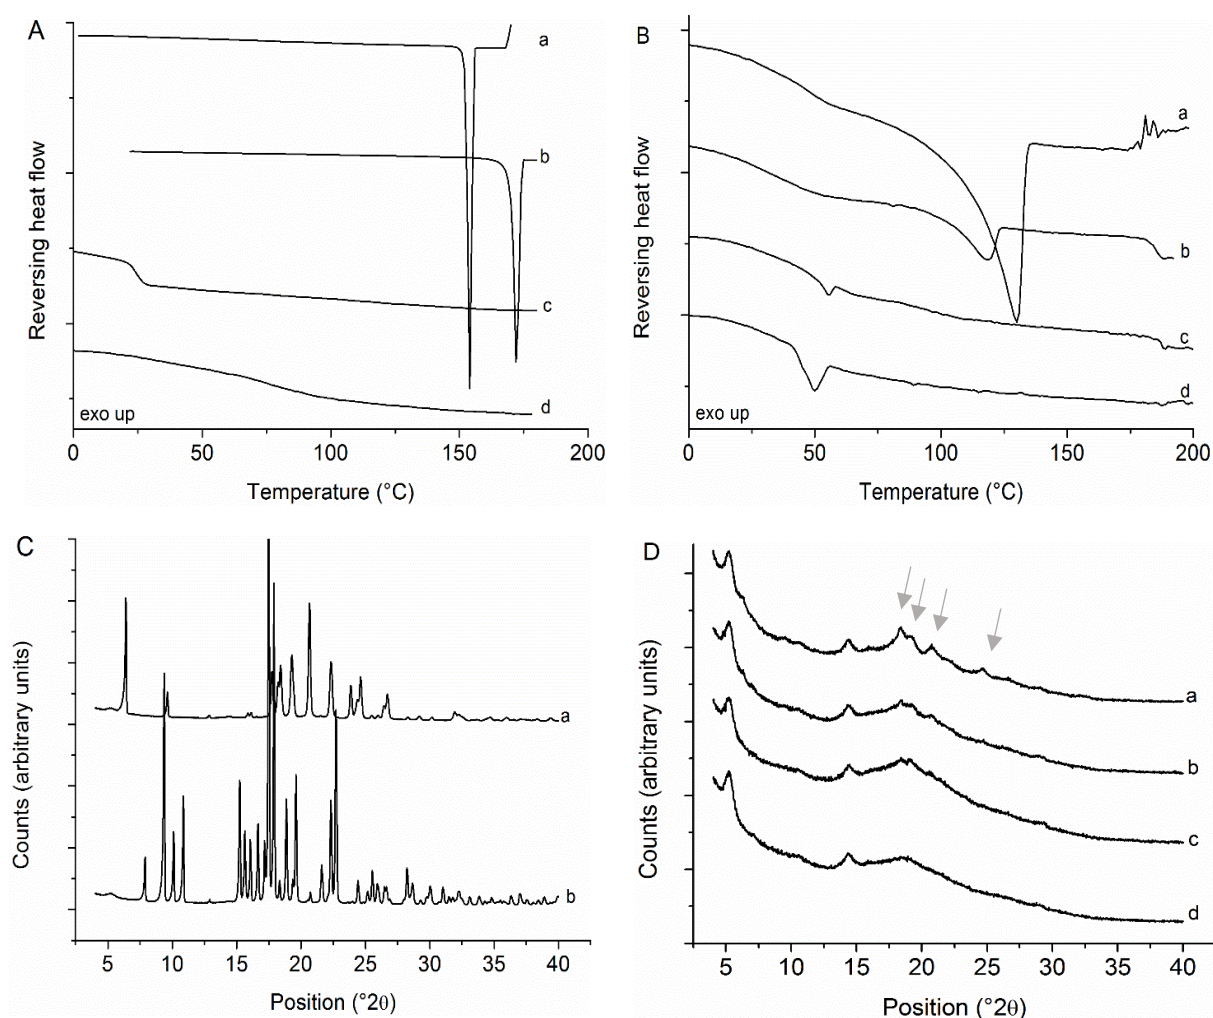 A
a
b
c
d
exo up
Reversing heat flow
0
50
100
150
200
Temperature (°C)
B
a
b
c
d
exo up
Reversing heat flow
0
50
100
150
200
Temperature (°C)
C
a
b
Counts (arbitrary units)
5
10
15
20
25
30
35
40
Position (°2θ)
D
a
b
c
d
Counts (arbitrary units)
5
10
15
20
25
30
35
40
Position (°2θ)